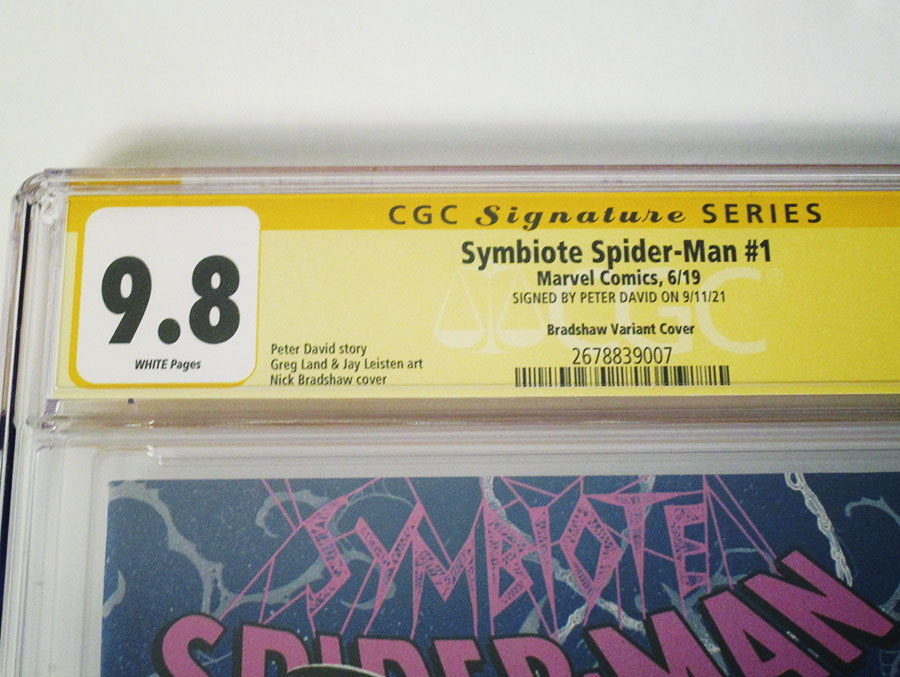 CGC Signature SERIES
Symbiote Spider-Man #1
Marvel Comics, 6/19
SIGNED BY PETER DAVID ON 9/11/21
CGC
Bradshaw Variant Cover
2678839007
9.8
WHITE Pages
Peter David story
Greg Land & Jay Leisten art
Nick Bradshaw cover
SYMBIOTE
SPIDER-MAN